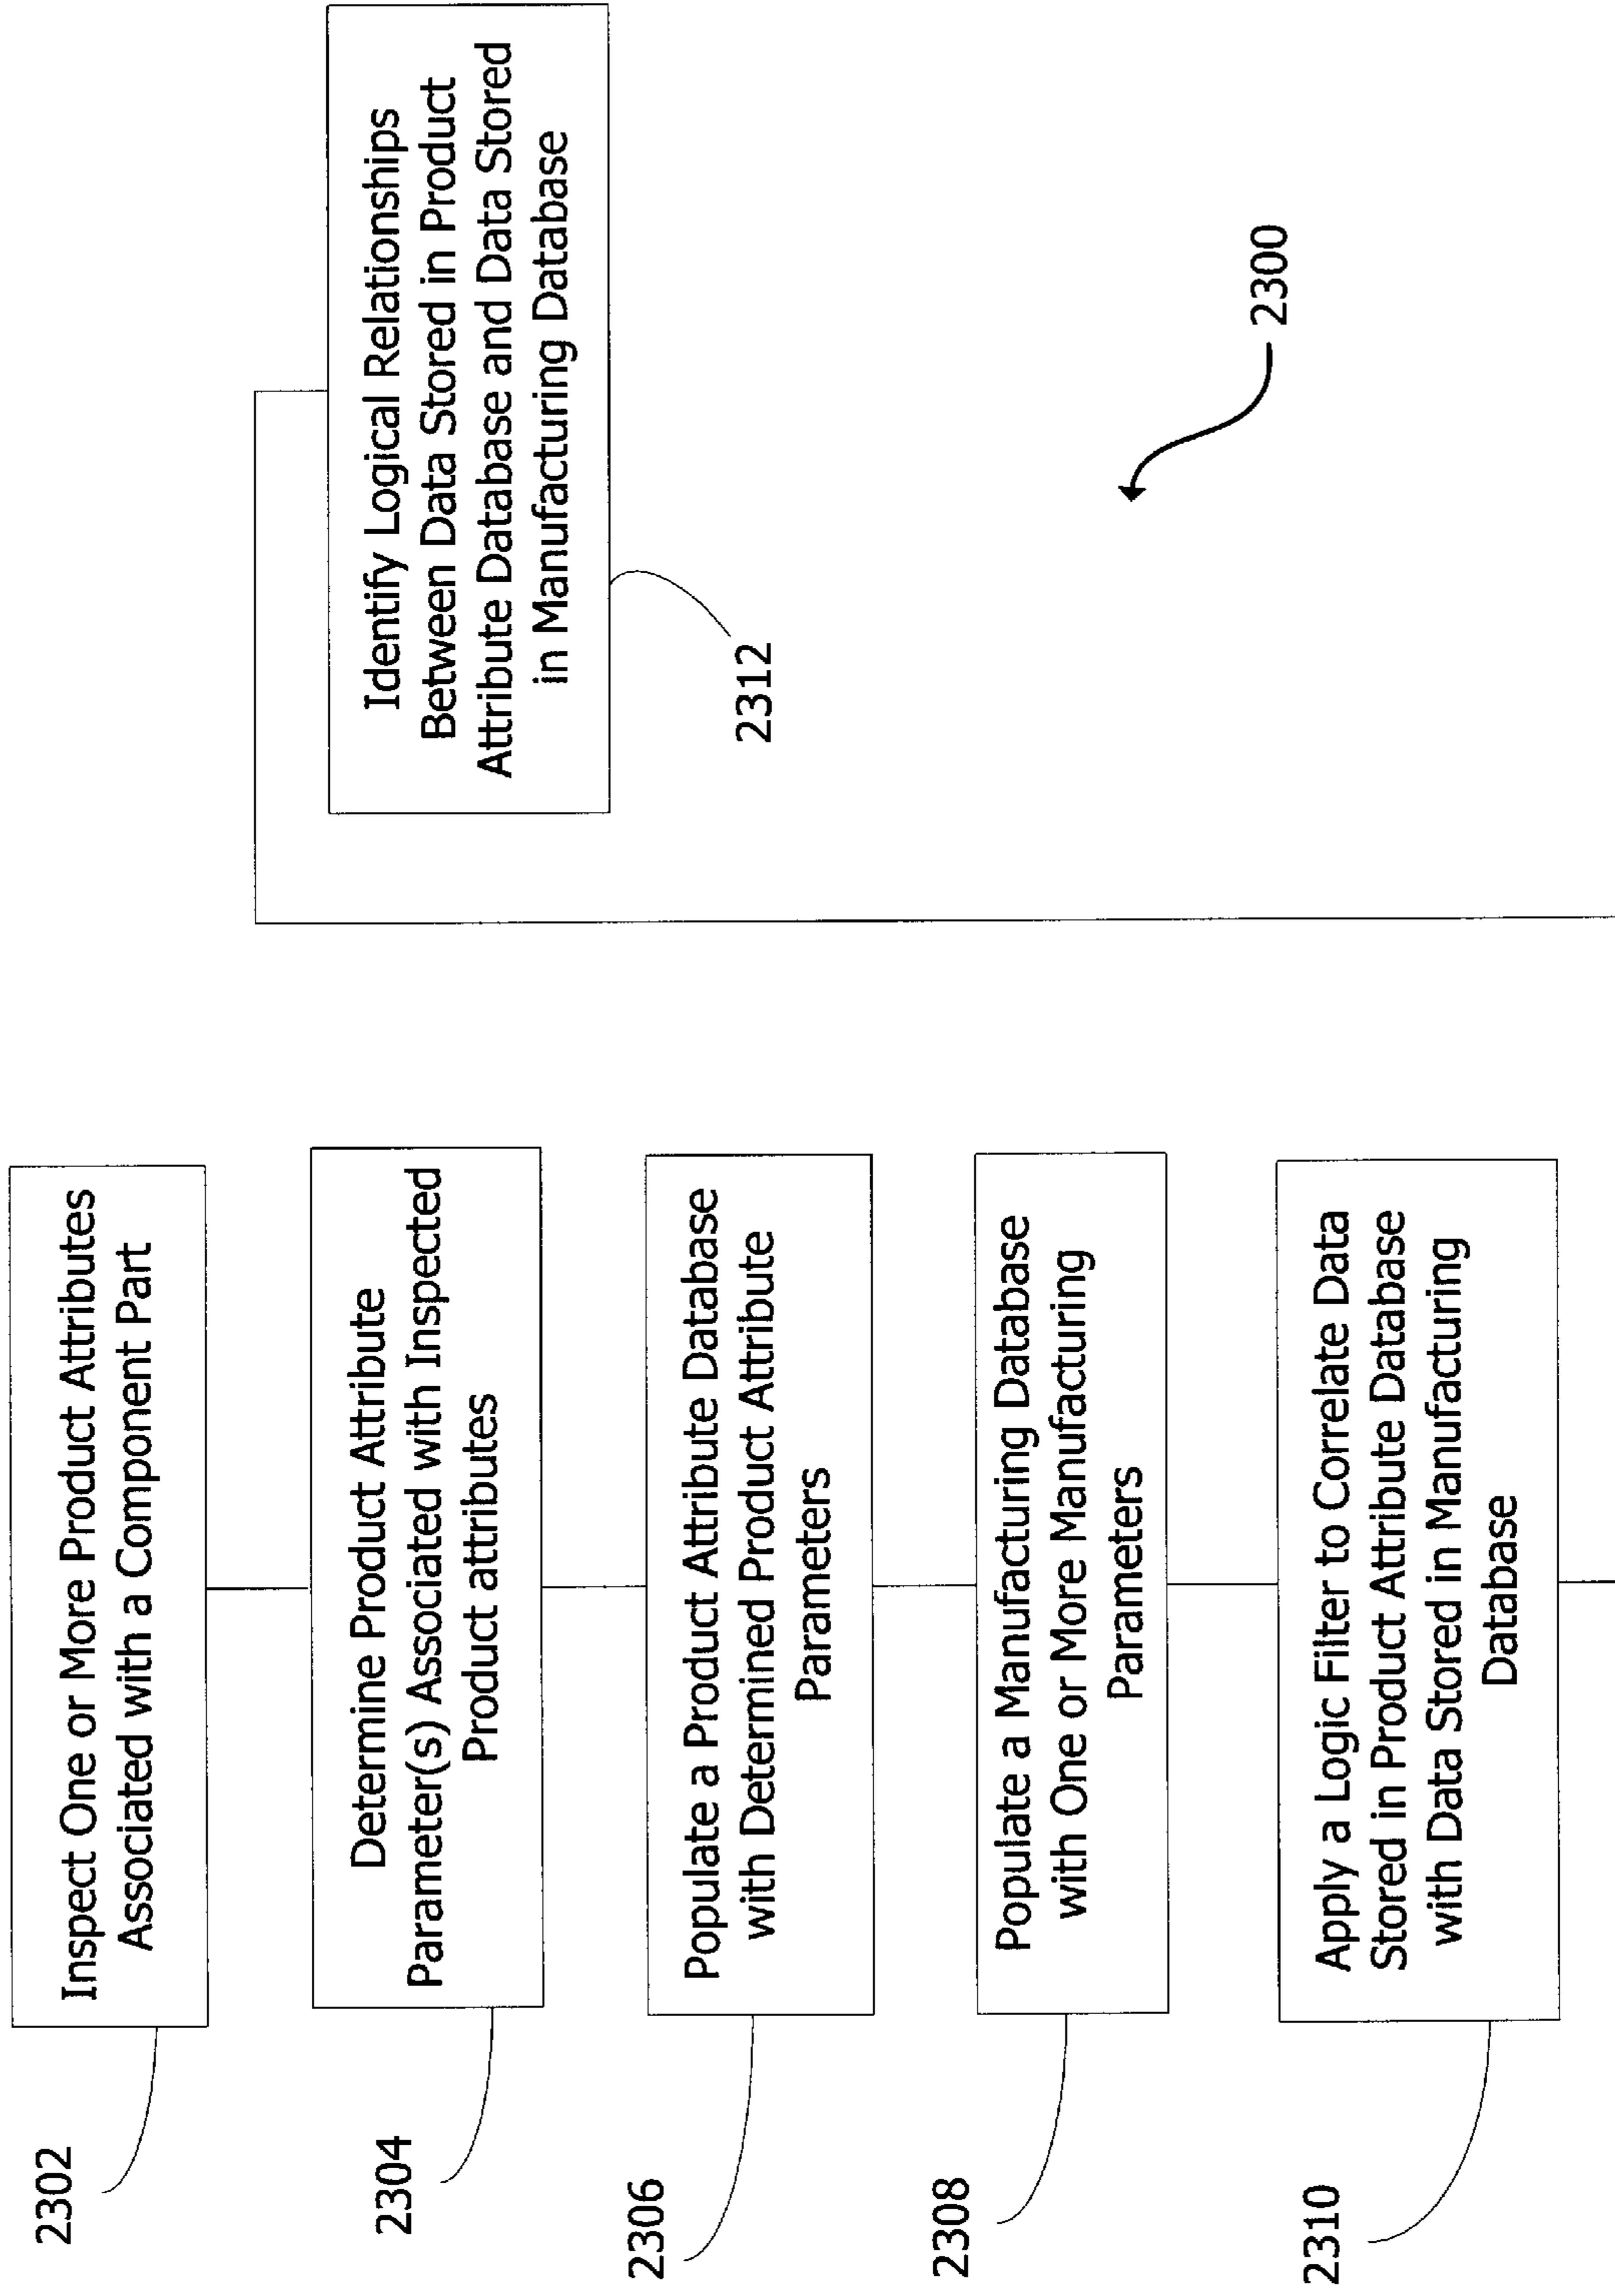 2302
Inspect One or More Product Attributes
Associated with a Component Part
2304
Determine Product Attribute
Parameter(s) Associated with Inspected
Product attributes
2306
Populate a Product Attribute Database
with Determined Product Attribute
Parameters
2308
Populate a Manufacturing Database
with One or More Manufacturing
Parameters
2310
Apply a Logic Filter to Correlate Data
Stored in Product Attribute Database
with Data Stored in Manufacturing
Database
Identify Logical Relationships
Between Data Stored in Product
Attribute Database and Data Stored
in Manufacturing Database
2312
2300